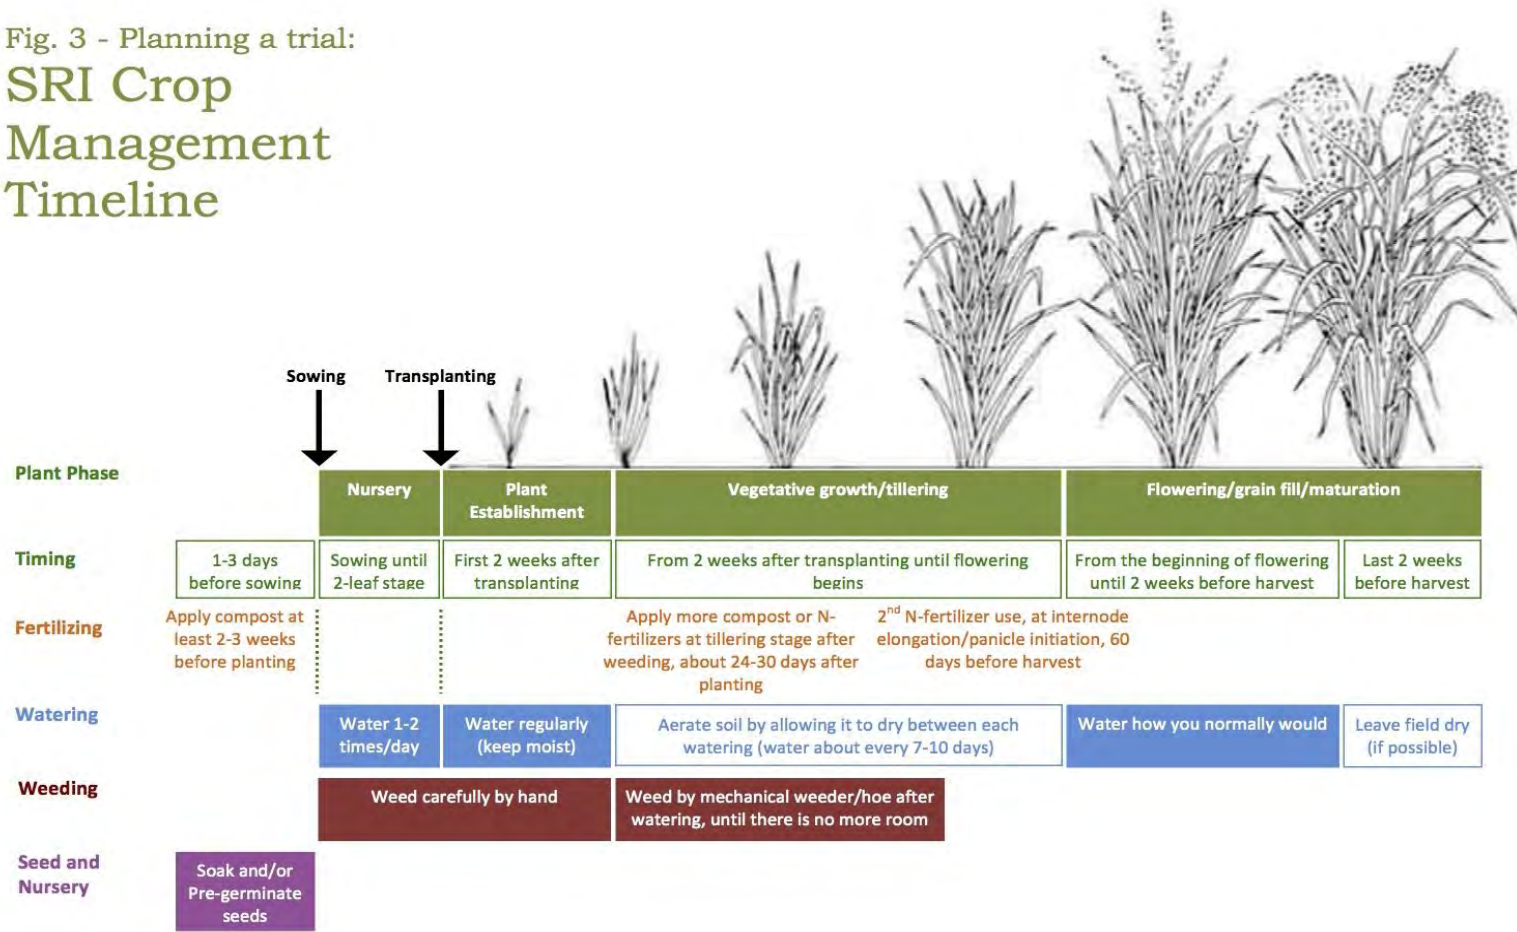 Fig. 3 - Planning a trial:
SRI Crop
Management
Timeline
Sowing
Transplanting
Plant Phase
Nursery
Plant
Establishment
Vegetative growth/tillering
Flowering/grain fill/maturation
Timing
1-3 days
before sowing
Sowing until
2-leaf stage
First 2 weeks after
transplanting
From 2 weeks after transplanting until flowering
begins
From the beginning of flowering
until 2 weeks before harvest
Last 2 weeks
before harvest
Fertilizing
Apply compost at
least 2-3 weeks
before planting
Apply more compost or N-
fertilizers at tillering stage after
weeding, about 24-30 days after
planting
2nd N-fertilizer use, at internode
elongation/panicle initiation, 60
days before harvest
Watering
Water 1-2
times/day
Water regularly
(keep moist)
Aerate soil by allowing it to dry between each
watering (water about every 7-10 days)
Water how you normally would
Leave field dry
(if possible)
Weeding
Weed carefully by hand
Weed by mechanical weeder/hoe after
watering, until there is no more room
Seed and
Nursery
Soak and/or
Pre-germinate
seeds